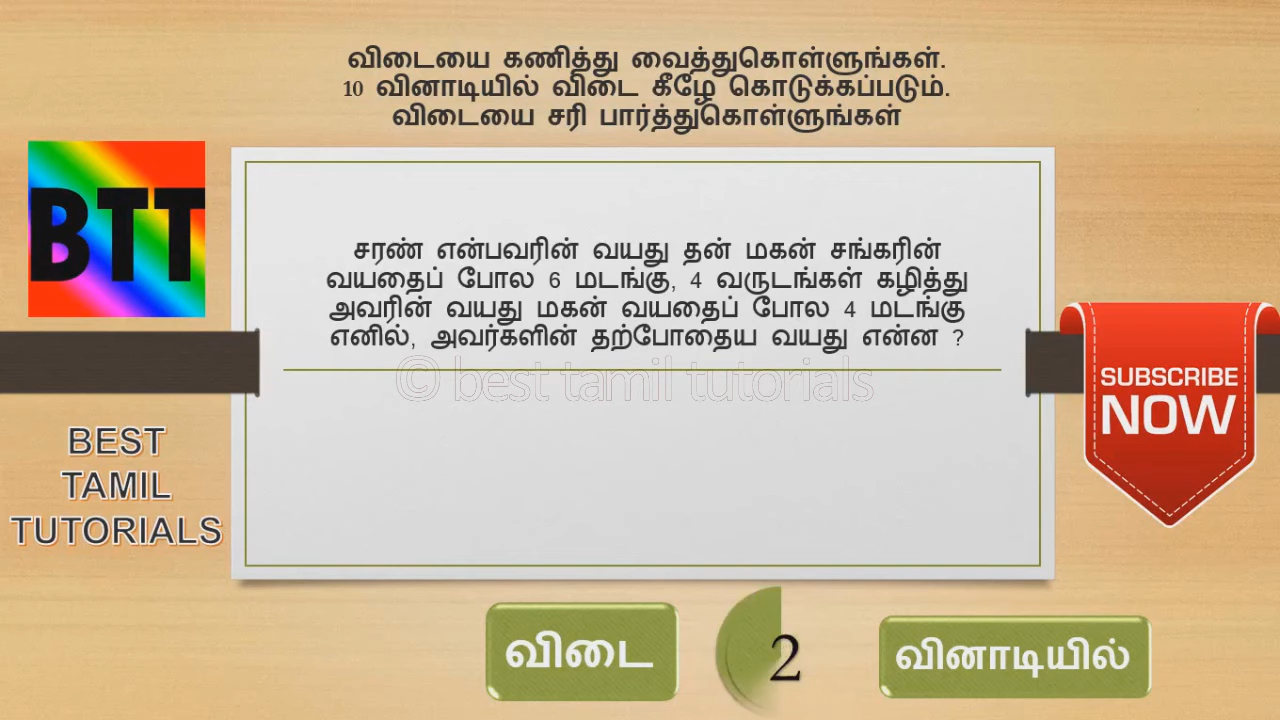 விடையை கணித்து வைத்துகொள்ளுங்கள்.
10 வினாடியில் விடை கீழே கொடுக்கப்படும்.
விடையை சரி பார்த்துகொள்ளுங்கள்
BTT
சரண் என்பவரின் வயது தன் மகன் சங்கரின்
வயதைப் போல 6 மடங்கு, 4 வருடங்கள் கழித்து
அவரின் வயது மகன் வயதைப் போல 4 மடங்கு
எனில், அவர்களின் தற்போதைய வயது என்ன ?
© best tamil tutorials
SUBSCRIBE
NOW
BEST
TAMIL
TUTORIALS
விடை 2 வினாடியில்